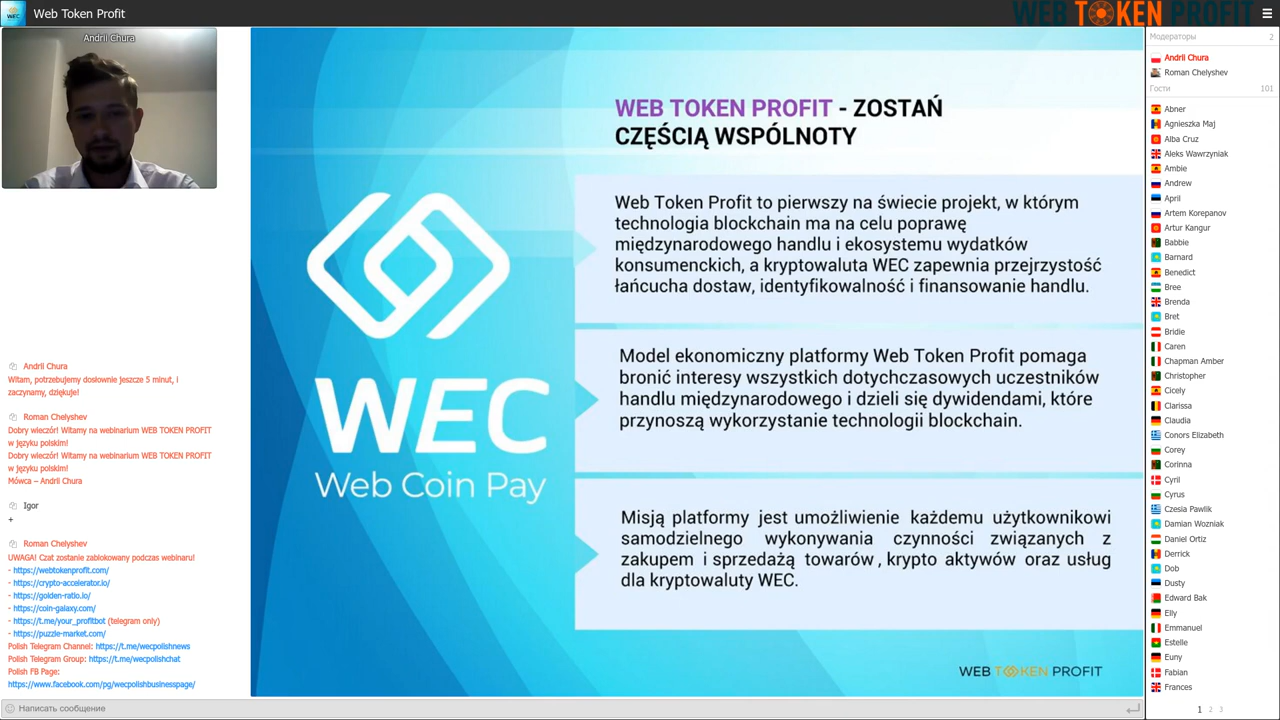 Web Token Profit
WEB TOKEN PROFIT
Andrii Chura
Andrii Chura
Witam, potrzebujemy dosłownie jeszcze 5 minut, i
zaczynamy, dziękuje!
Roman Chelyshev
Dobry wieczór! Witamy na webinarium WEB TOKEN PROFIT
w języku polskim!
Dobry wieczór! Witamy na webinarium WEB TOKEN PROFIT
w języku polskim!
Mówca – Andrii Chura
Igor
+
Roman Chelyshev
UWAGA! Czat zostanie zablokowany podczas webinaru!
- https://webtokenprofit.com/
- https://crypto-accelerator.io/
- https://golden-ratio.io/
- https://coin-galaxy.com/
- https://t.me/your_profitbot (telegram only)
- https://puzzle-market.com/
Polish Telegram Channel: https://t.me/wecpolishnews
Polish Telegram Group: https://t.me/wecpolishchat
Polish FB Page:
https://www.facebook.com/pg/wecpolishbusinesspage/
Написать сообщение
WEC
Web Coin Pay
WEB TOKEN PROFIT - ZOSTAŃ
CZĘŚCIĄ WSPÓLNOTY
Web Token Profit to pierwszy na świecie projekt, w którym
technologia blockchain ma na celu poprawę
międzynarodowego handlu i ekosystemu wydatków
konsumenckich, a kryptowaluta WEC zapewnia przejrzystość
łańcucha dostaw, identyfikowalność i finansowanie handlu.
Model ekonomiczny platformy Web Token Profit pomaga
bronić interesy wszystkich dotychczasowych uczestników
handlu międzynarodowego i dzieli się dywidendami, które
przynoszą wykorzystanie technologii blockchain.
Misją platformy jest umożliwienie każdemu użytkownikowi
samodzielnego wykonywania czynności związanych z
zakupem i sprzedażą towarów , krypto aktywów oraz usług
dla kryptowaluty WEC.
WEB TOKEN PROFIT
Модераторы 2
Andrii Chura
Roman Chelyshev
Гости 101
Abner
Agnieszka Maj
Alba Cruz
Aleks Wawrzyniak
Ambie
Andrew
April
Artem Korepanov
Artur Kangur
Babbie
Barnard
Benedict
Bree
Brenda
Bret
Bridie
Caren
Chapman Amber
Christopher
Cicely
Clarissa
Claudia
Conors Elizabeth
Corey
Corinna
Cyril
Cyrus
Czesia Pawlik
Damian Wozniak
Daniel Ortiz
Derrick
Dob
Dusty
Edward Bak
Elly
Emmanuel
Estelle
Euny
Fabian
Frances
1 2 3